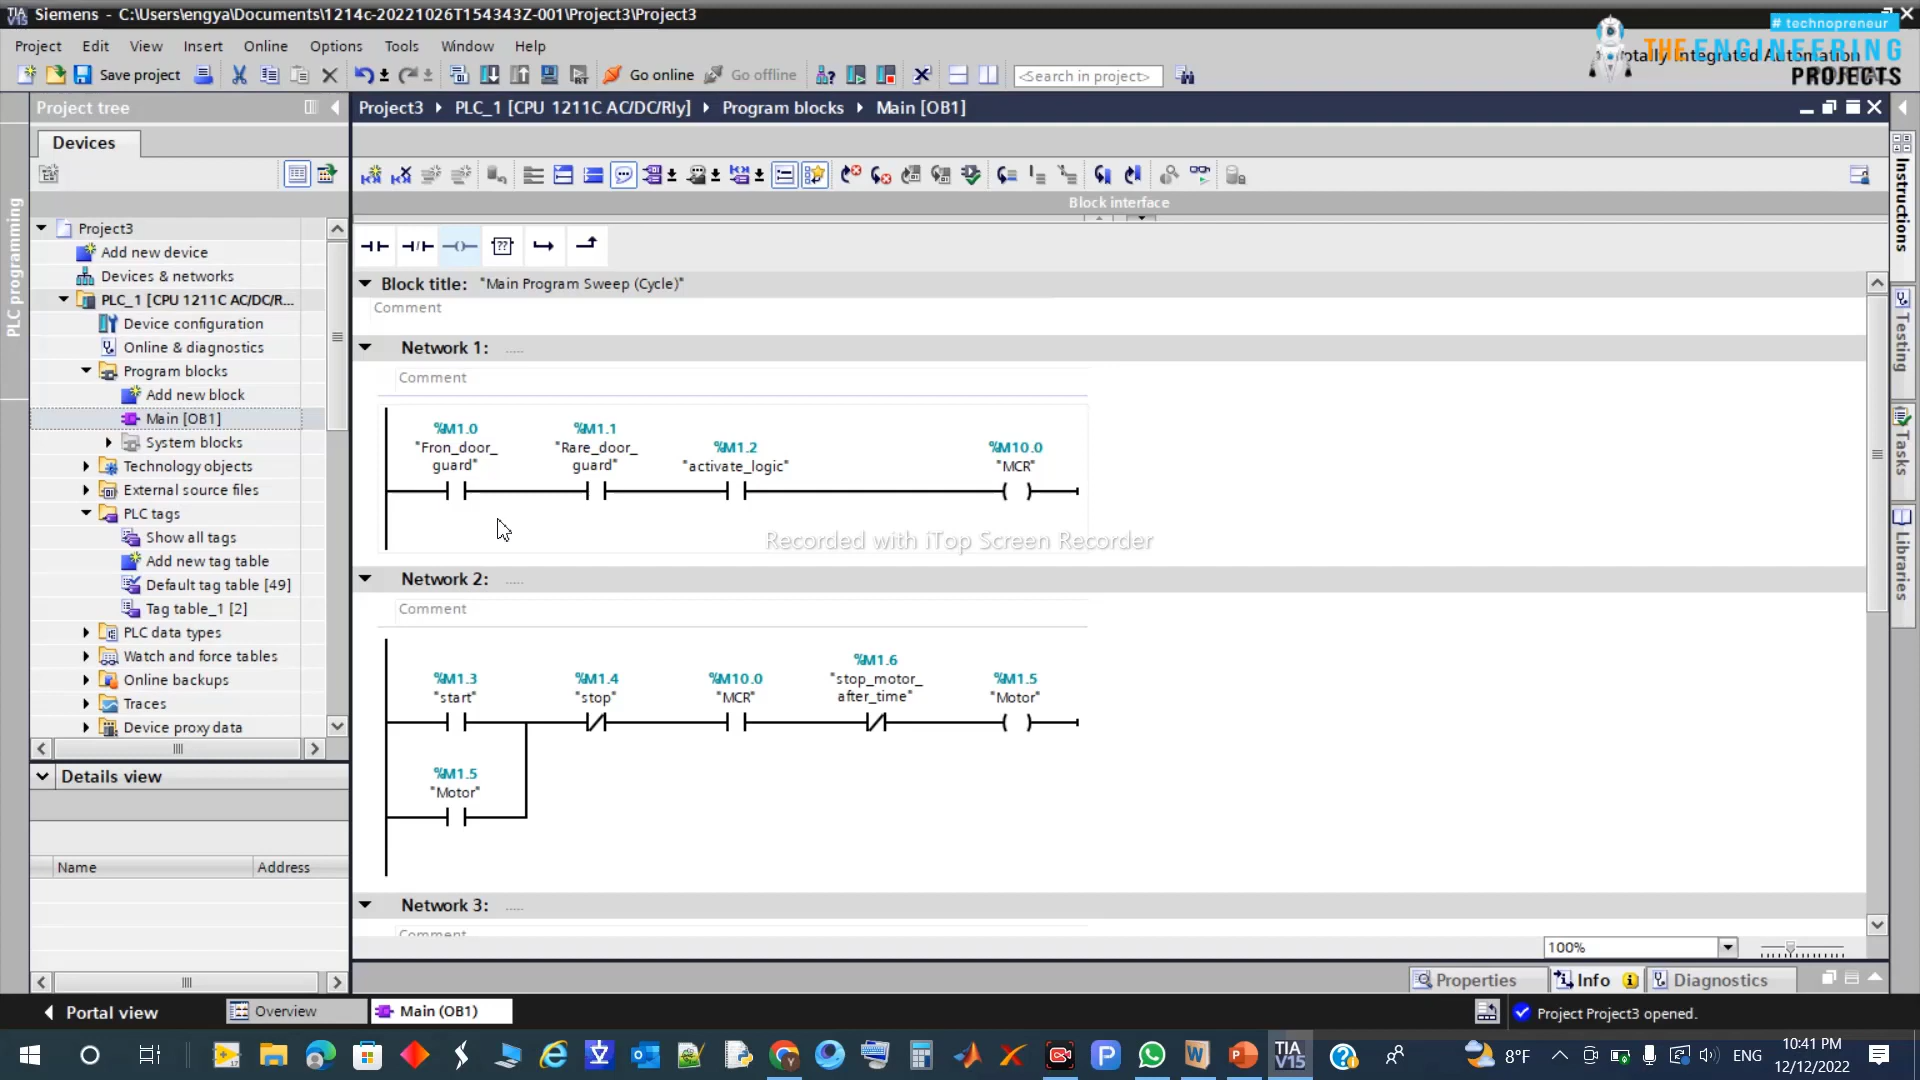 Siemens - C:\Users\engya\Documents\1214c-20221026T154343Z-001\Project3\Project3
# technopreneur
THE ENGINEERING
PROJECTS
Totally Integrated Automation
Project Edit View Insert Online Options Tools Window Help
Save project
Go online
Go offline
<Search in project>
Project tree
Project3 PLC_1 [CPU 1211C AC/DC/Rly] Program blocks Main [OB1]
Devices
PLC programming
Block interface
Project3
Add new device
Devices & networks
PLC_1 [CPU 1211C AC/DC/R...
Device configuration
Online & diagnostics
Program blocks
Add new block
Main [OB1]
System blocks
Technology objects
External source files
PLC tags
Show all tags
Add new tag table
Default tag table [49]
Tag table_1 [2]
PLC data types
Watch and force tables
Online backups
Traces
Device proxy data
Details view
Name Address
??
Block title: "Main Program Sweep (Cycle)"
Comment
Network 1: .....
Comment
%M1.0
"Fron_door_
guard"
%M1.1
"Rare_door_
guard"
%M1.2
"activate_logic"
%M10.0
"MCR"
Recorded with iTop Screen Recorder
Network 2: .....
Comment
%M1.3
"start"
%M1.4
"stop"
%M10.0
"MCR"
%M1.6
"stop_motor_
after_time"
%M1.5
"Motor"
%M1.5
"Motor"
Network 3: .....
Comment
100%
Instructions
Testing
Tasks
Libraries
Properties
Info
Diagnostics
Portal view
Overview
Main (OB1)
Project Project3 opened.
TIA
V15
8°F
ENG
10:41 PM
12/12/2022